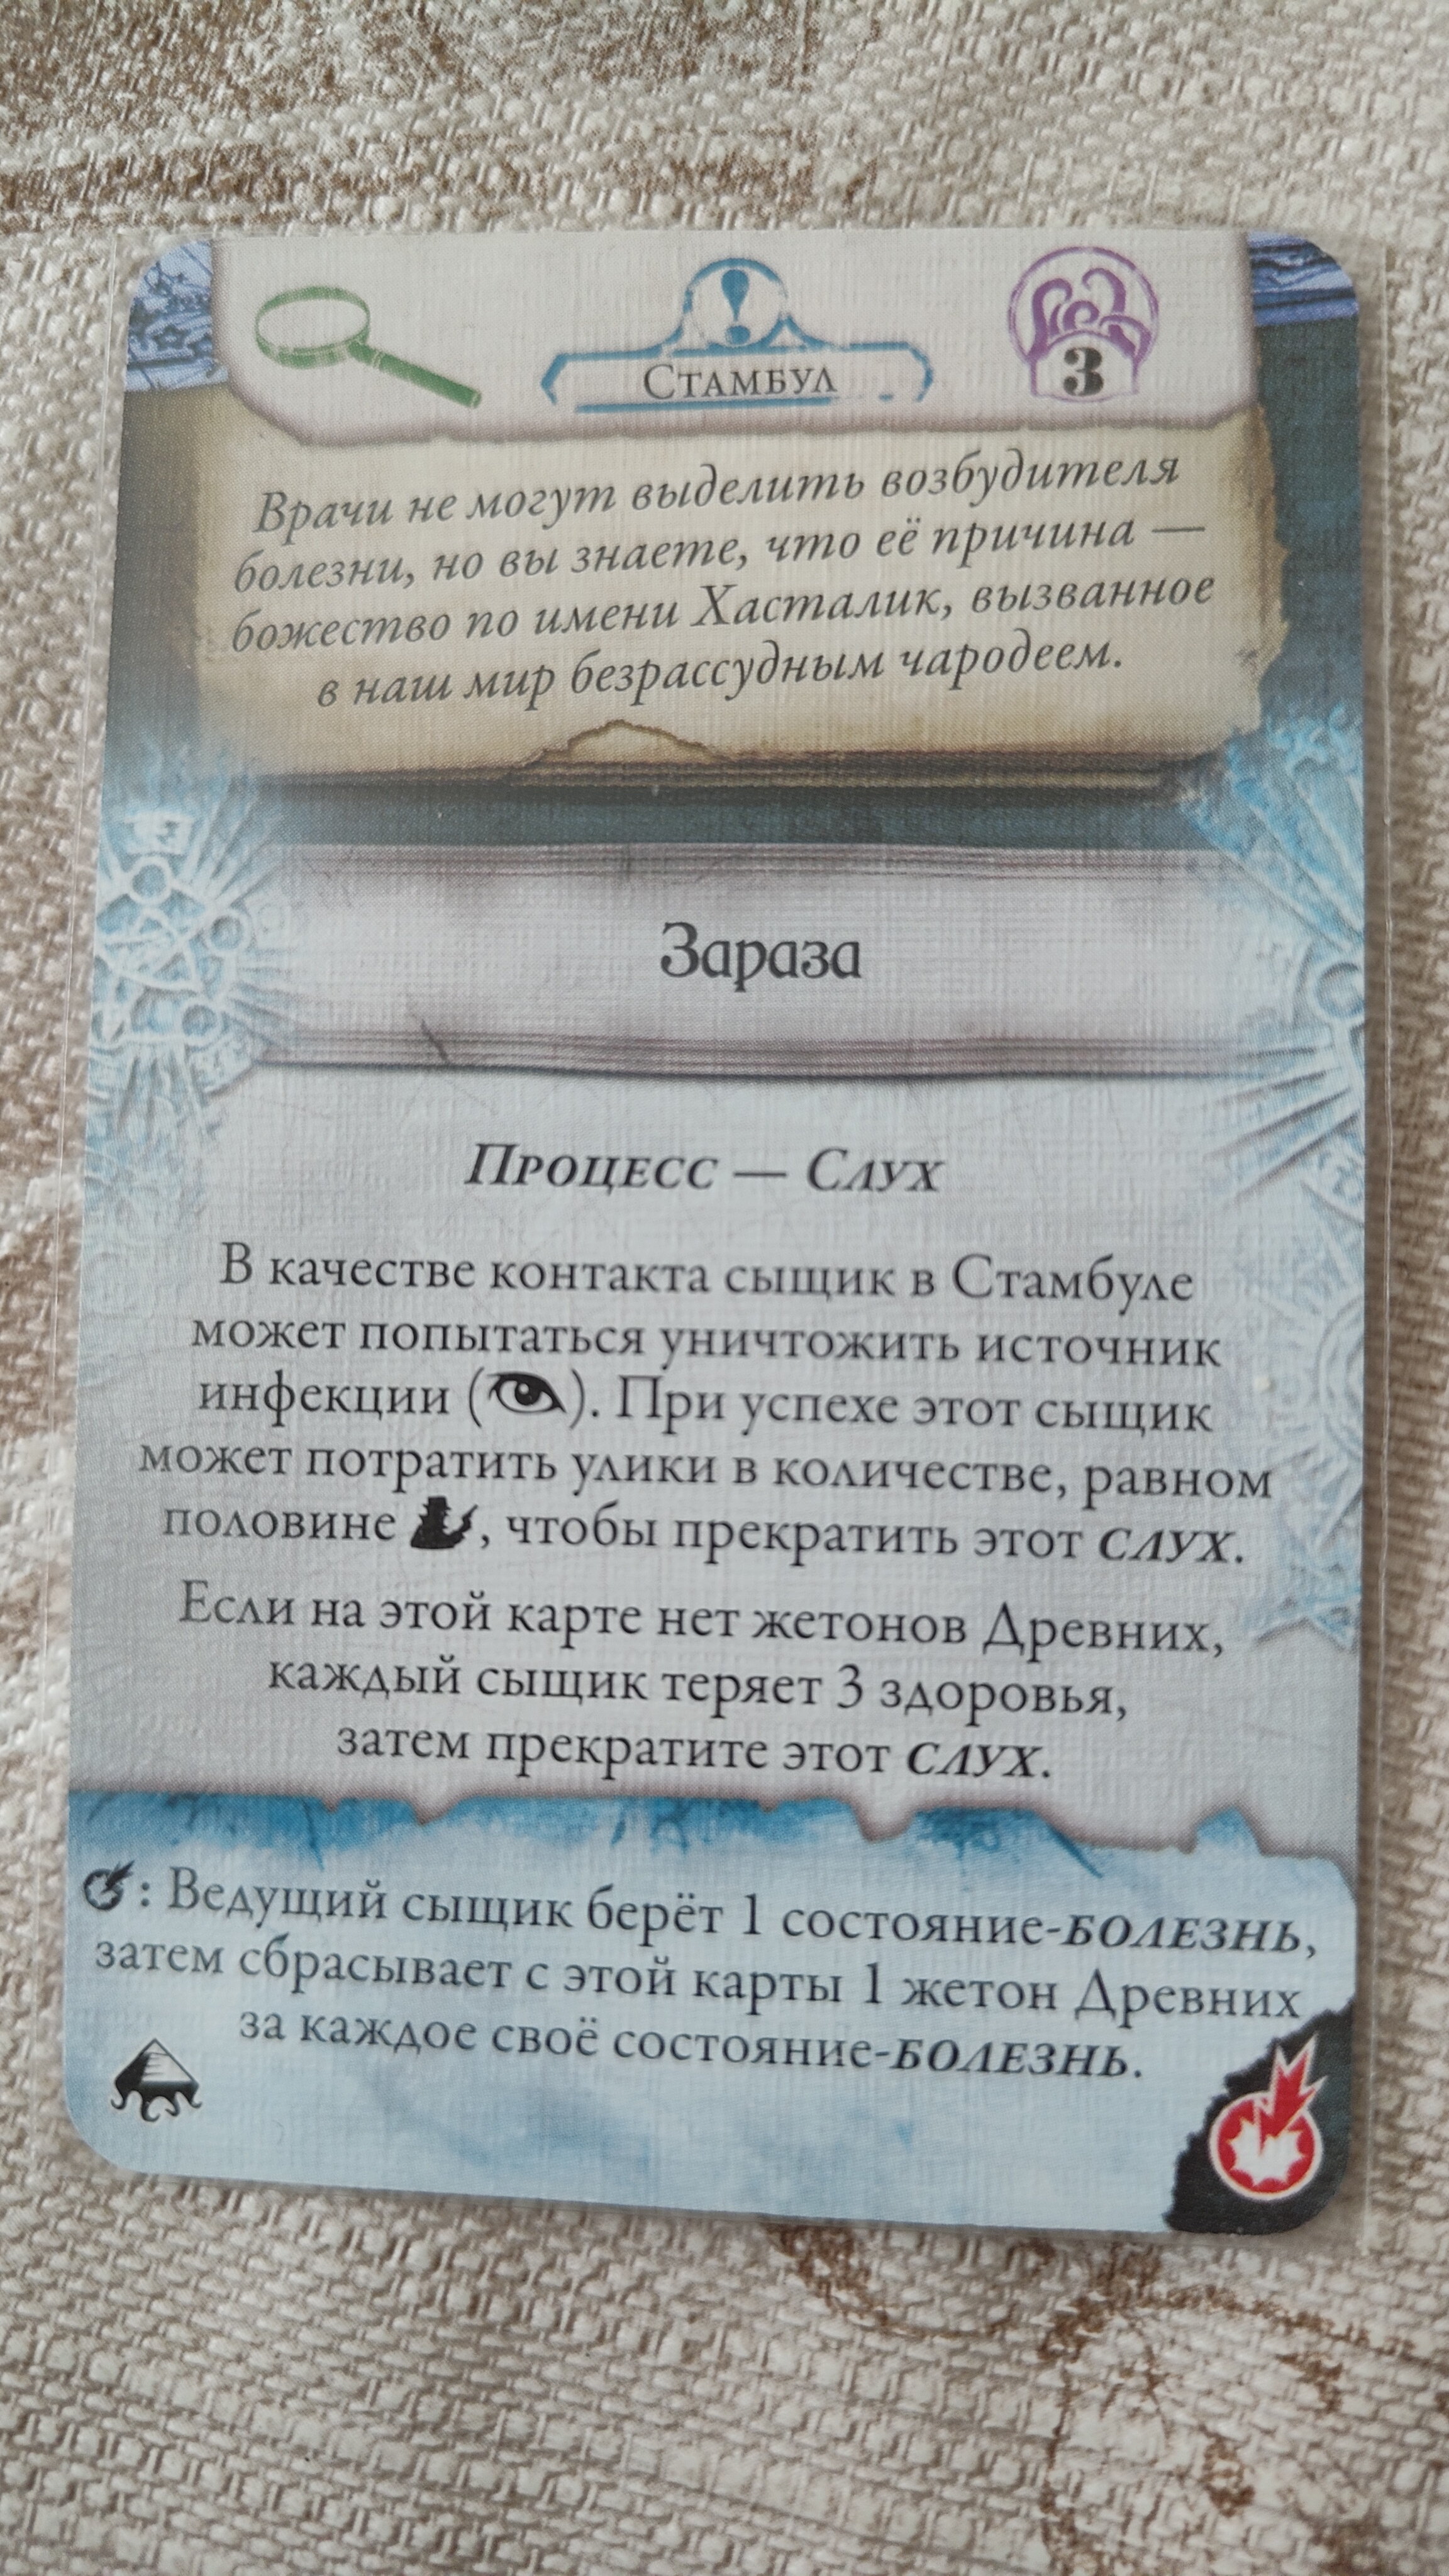 Стамбул
3
Врачи не могут выделить возбудителя
болезни, но вы знаете, что её причина —
божество по имени Хасталик, вызванное
в наш мир безрассудным чародеем.
Зараза
Процесс — Слух
В качестве контакта сыщик в Стамбуле
может попытаться уничтожить источник
инфекции (). При успехе этот сыщик
может потратить улики в количестве, равном
половине , чтобы прекратить этот СЛУХ.
Если на этой карте нет жетонов Древних,
каждый сыщик теряет 3 здоровья,
затем прекратите этот СЛУХ.
: Ведущий сыщик берёт 1 состояние-БОЛЕЗНЬ,
затем сбрасывает с этой карты 1 жетон Древних
за каждое своё состояние-БОЛЕЗНЬ.